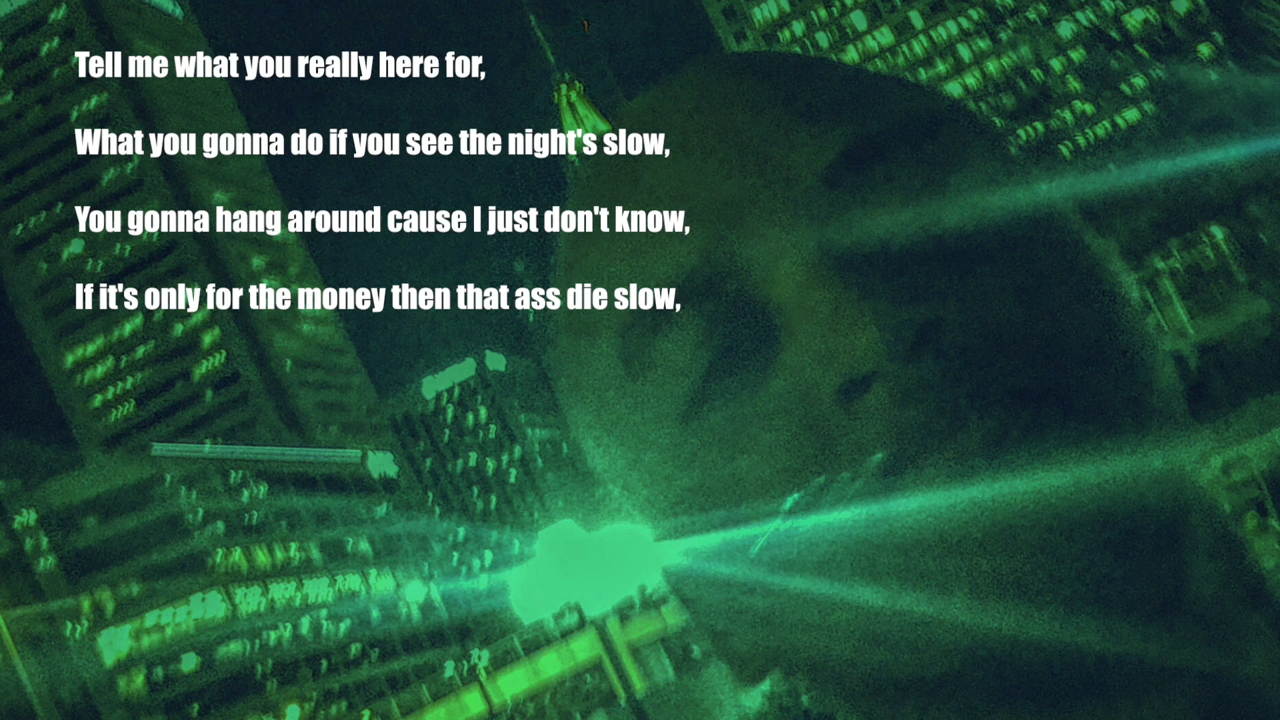 Tell me what you really here for,
What you gonna do if you see the night's slow,
You gonna hang around cause I just don't know,
If it's only for the money then that ass die slow,